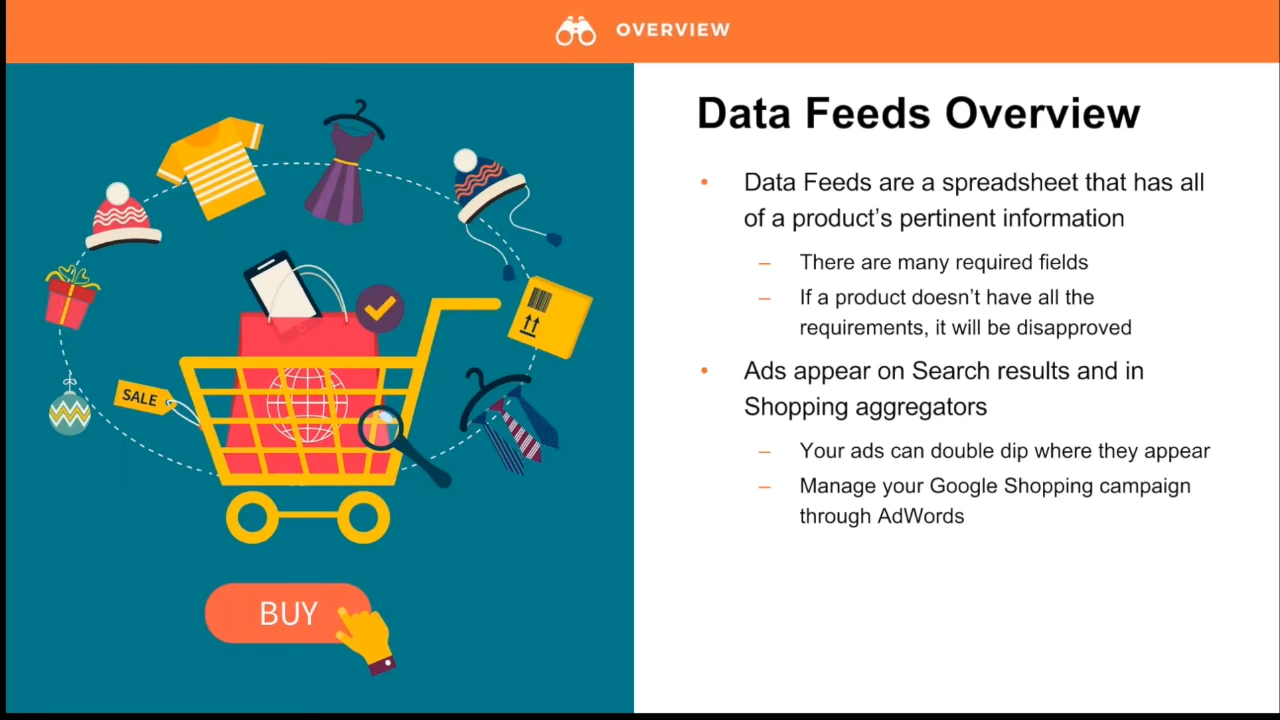 OVERVIEW
Data Feeds Overview
• Data Feeds are a spreadsheet that has all
of a product's pertinent information
– There are many required fields
– If a product doesn't have all the
requirements, it will be disapproved
• Ads appear on Search results and in
Shopping aggregators
– Your ads can double dip where they appear
– Manage your Google Shopping campaign
through AdWords
SALE
BUY